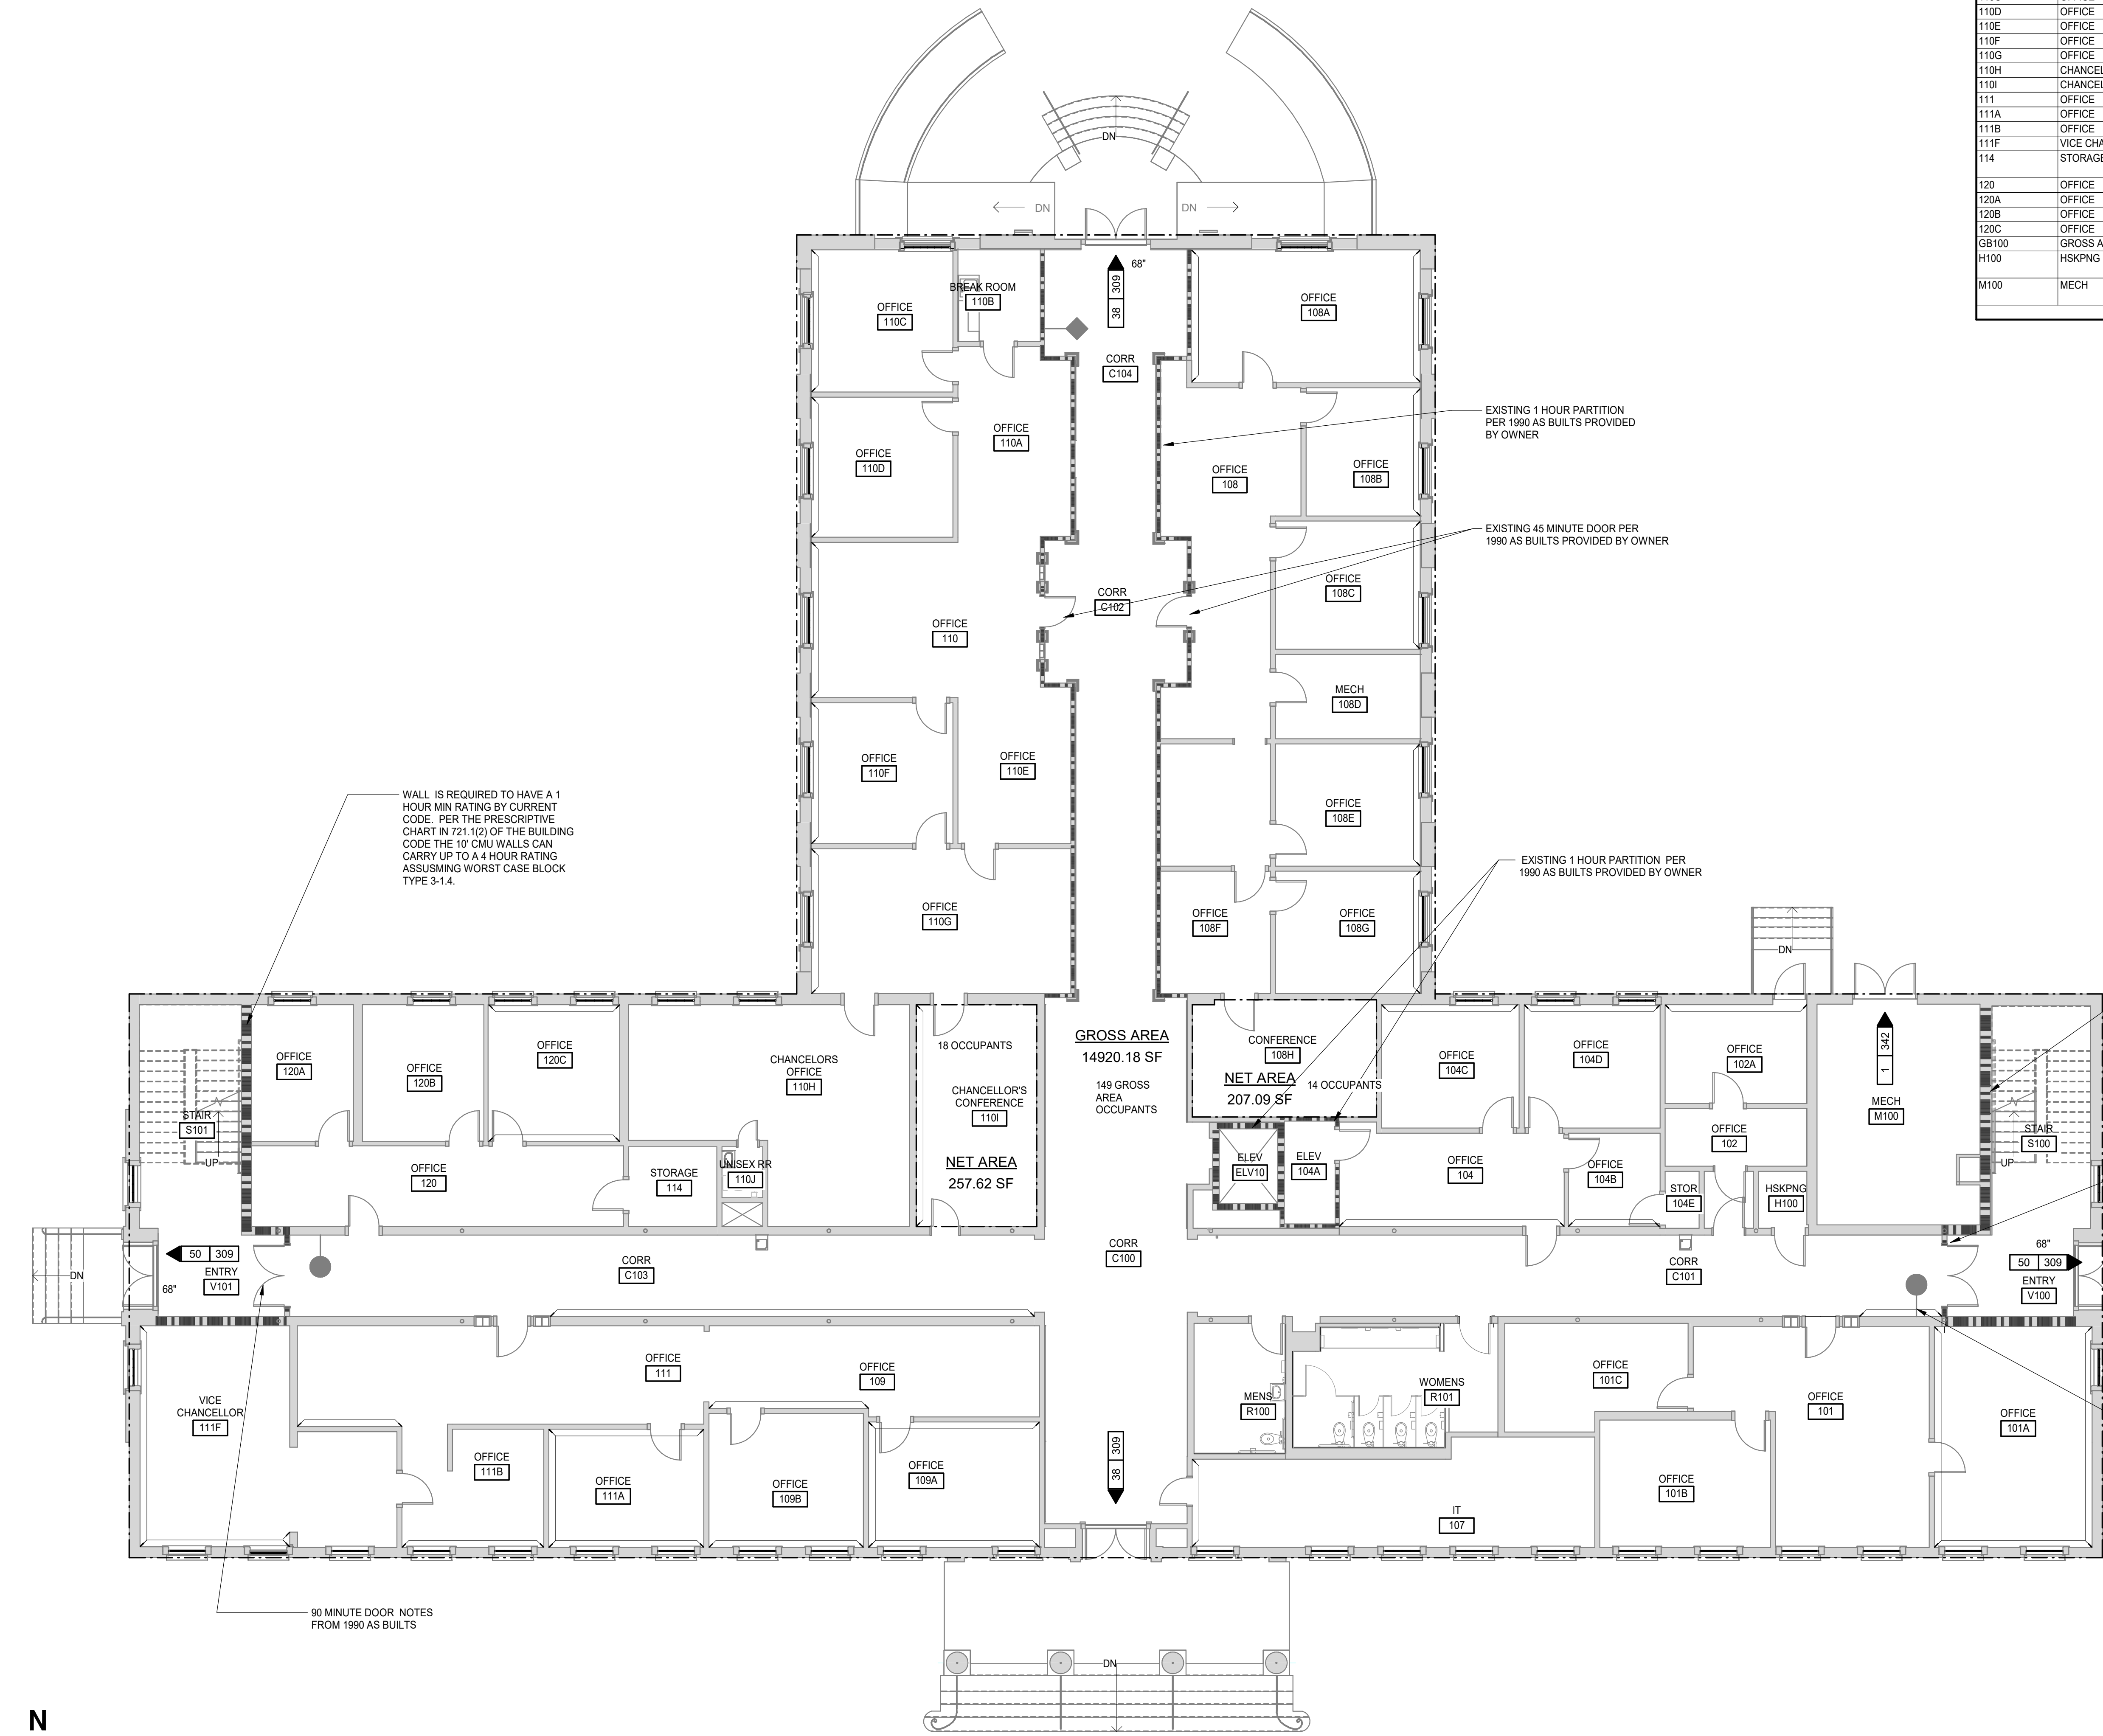 110D OFFICE
110E OFFICE
110F OFFICE
110G OFFICE
110H
110I
111 OFFICE
111A OFFICE
111B OFFICE
111F VICE
114
120 OFFICE
120A OFFICE
120B OFFICE
120C OFFICE
GB100 GROSS
H100 HSKPNG
M100 MECH
DN
DN
DN
68"
38 309
BREAK ROOM
110B
OFFICE
110C
OFFICE
108A
CORR
C104
EXISTING 1 HOUR PARTITION
PER 1990 AS BUILTS PROVIDED
BY OWNER
OFFICE
110A
OFFICE
110D
OFFICE
108
OFFICE
108B
EXISTING 45 MINUTE DOOR PER
1990 AS BUILTS PROVIDED BY OWNER
OFFICE
108C
CORR
C102
OFFICE
110
MECH
108D
OFFICE
110F
OFFICE
110E
OFFICE
108E
WALL IS REQUIRED TO HAVE A 1
HOUR MIN RATING BY CURRENT
CODE. PER THE PRESCRIPTIVE
CHART IN 721.1(2) OF THE BUILDING
CODE THE 10' CMU WALLS CAN
CARRY UP TO A 4 HOUR RATING
ASSUSMING WORST CASE BLOCK
TYPE 3-1.4.
EXISTING 1 HOUR PARTITION PER
1990 AS BUILTS PROVIDED BY OWNER
OFFICE
110G
OFFICE
108F
OFFICE
108G
DN
OFFICE
120A
OFFICE
120B
OFFICE
120C
CHANCELORS
OFFICE
110H
18 OCCUPANTS
CHANCELLOR'S
CONFERENCE
110I
NET AREA
257.62 SF
GROSS AREA
14920.18 SF
149 GROSS
AREA
OCCUPANTS
CONFERENCE
108H
NET AREA
207.09 SF
14 OCCUPANTS
OFFICE
104C
OFFICE
104D
OFFICE
102A
1 342
MECH
M100
STAIR
S101
UP
STAIR
S100
UP
OFFICE
120
STORAGE
114
UNISEX RR
110J
ELEV
ELV10
ELEV
104A
OFFICE
104
OFFICE
104B
OFFICE
102
STOR
104E
HSKPNG
H100
DN
50 309
ENTRY
V101
68"
CORR
C103
CORR
C100
CORR
C101
68"
50 309
ENTRY
V100
VICE
CHANCELLOR
111F
OFFICE
111
OFFICE
109
MENS
R100
WOMENS
R101
OFFICE
101C
OFFICE
101
OFFICE
101A
OFFICE
111B
OFFICE
111A
OFFICE
109B
OFFICE
109A
38 309
IT
107
OFFICE
101B
90 MINUTE DOOR NOTES
FROM 1990 AS BUILTS
DN
N